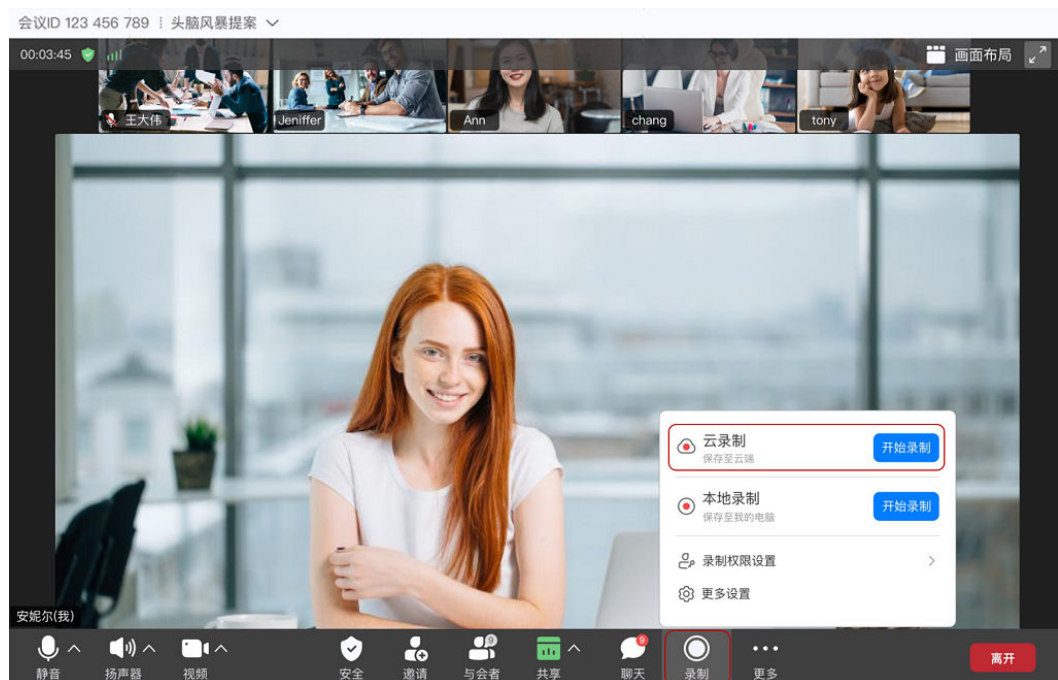 会议ID 123 456 789 ⁝ 头脑风暴提案
00:03:45
画面布局
王大伟
Jeniffer
Ann
chang
tony
云录制
保存至云端
开始录制
本地录制
保存至我的电脑
开始录制
录制权限设置
更多设置
安妮尔(我)
9
9
静音
扬声器
视频
安全
邀请
与会者
共享
聊天
录制
更多
离开